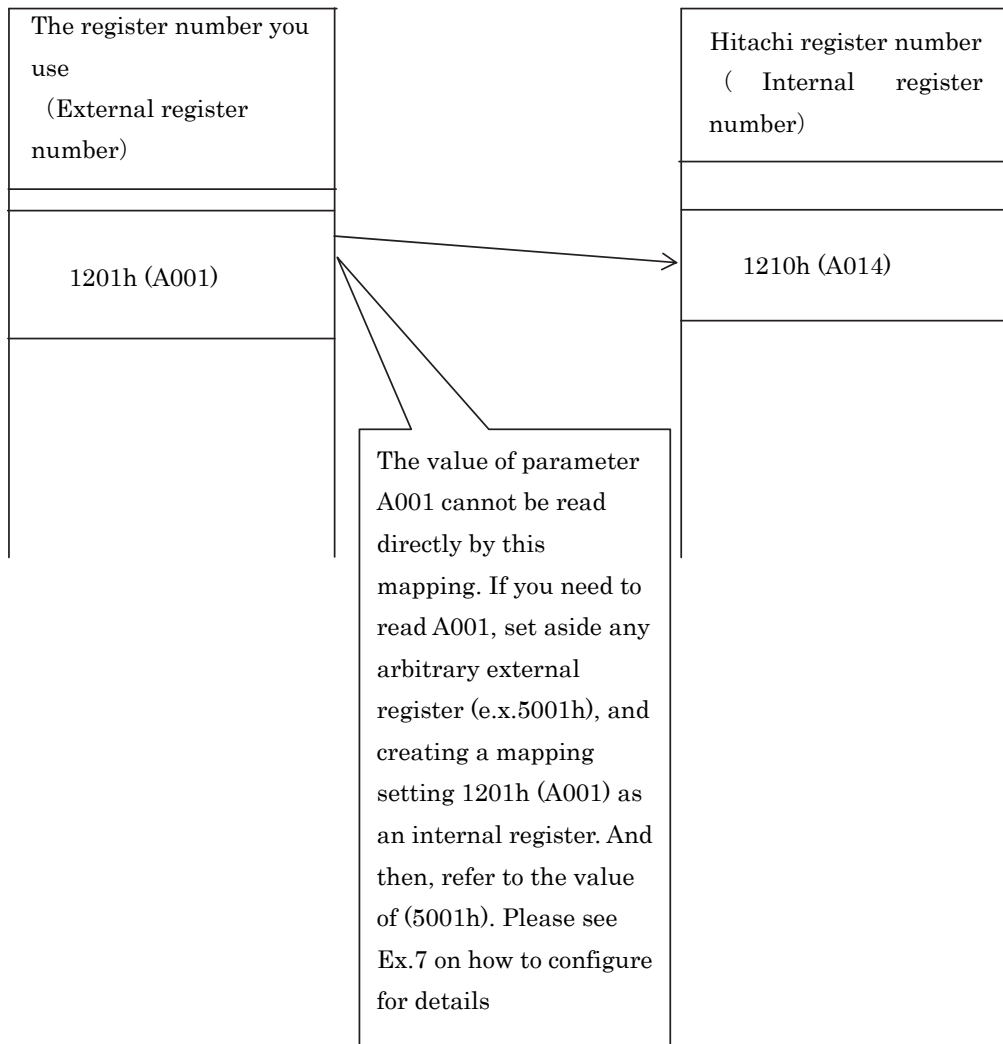 The register number you
use
（External register
number）
Hitachi register number
（ Internal register
number）
1201h (A001)
1210h (A014)
The value of parameter
A001 cannot be read
directly by this
mapping. If you need to
read A001, set aside any
arbitrary external
register (e.x.5001h), and
creating a mapping
setting 1201h (A001) as
an internal register. And
then, refer to the value
of (5001h). Please see
Ex.7 on how to configure
for details